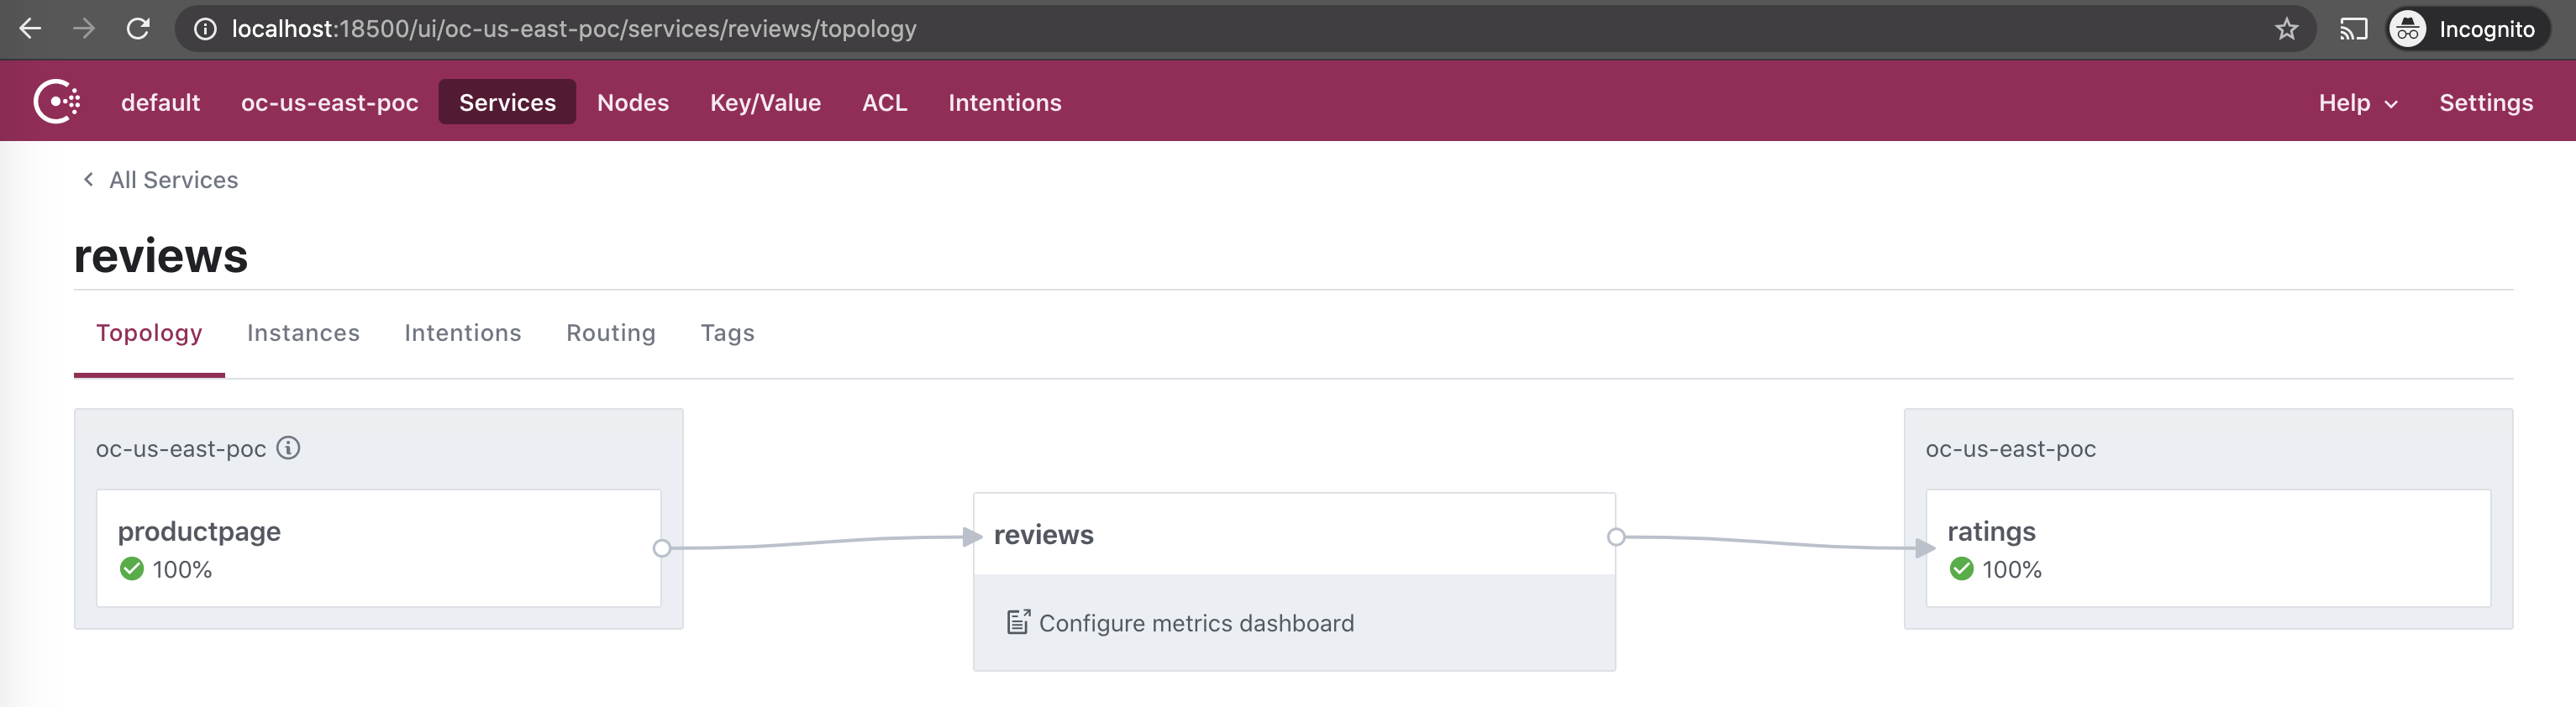 localhost:18500/ui/oc-us-east-poc/services/reviews/topology
Incognito
default oc-us-east-poc Services Nodes Key/Value ACL Intentions Help Settings
All Services
reviews
Topology Instances Intentions Routing Tags
oc-us-east-poc
productpage
100%
reviews
Configure metrics dashboard
oc-us-east-poc
ratings
100%